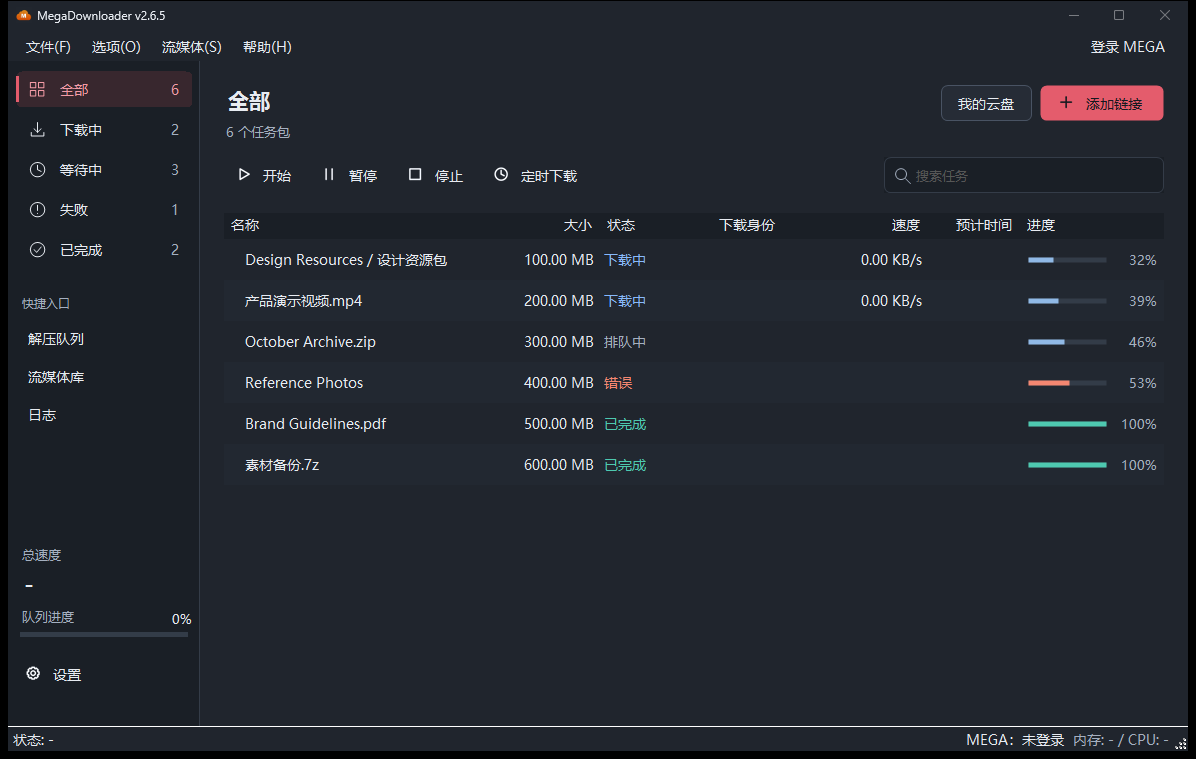 MegaDownloader v2.6.5
文件(F) 选项(O) 流媒体(S) 帮助(H) 登录 MEGA
全部 6
下载中 2
等待中 3
失败 1
已完成 2
快捷入口
解压队列
流媒体库
日志
总速度
-
队列进度 0%
设置
全部
6 个任务包
我的云盘
+ 添加链接
开始 暂停 停止 定时下载
搜索任务
名称 大小 状态 下载身份 速度 预计时间 进度
Design Resources / 设计资源包 100.00 MB 下载中 0.00 KB/s 32%
产品演示视频.mp4 200.00 MB 下载中 0.00 KB/s 39%
October Archive.zip 300.00 MB 排队中 46%
Reference Photos 400.00 MB 错误 53%
Brand Guidelines.pdf 500.00 MB 已完成 100%
素材备份.7z 600.00 MB 已完成 100%
状态: - MEGA：未登录 内存: - / CPU: -